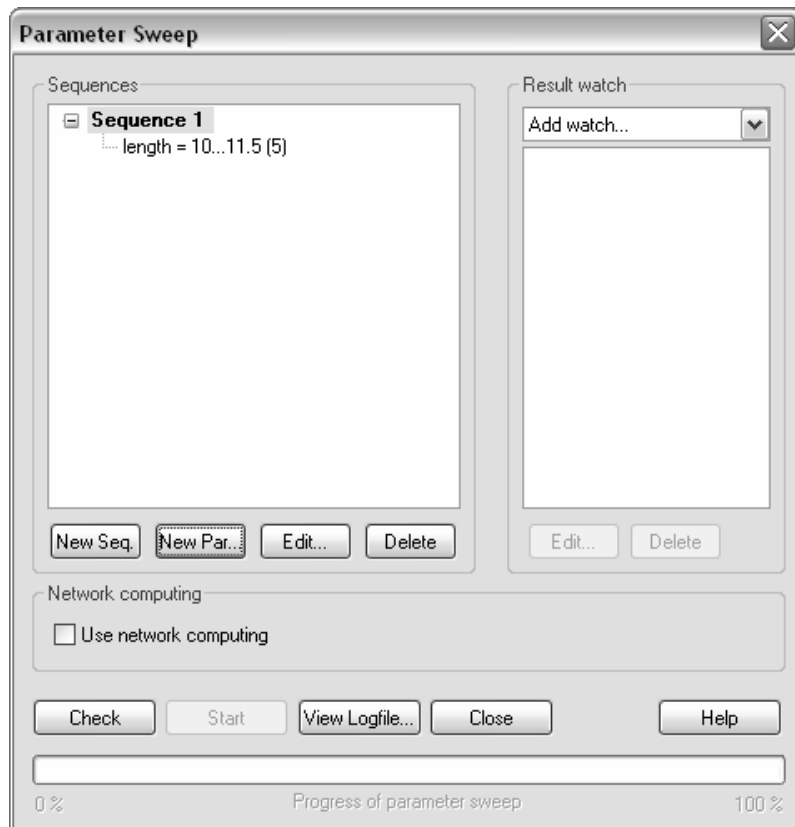 Parameter Sweep
Sequences
Sequence 1
length = 10...11.5 (5)
New Seq.
New Par...
Edit...
Delete
Result watch
Add watch...
Edit...
Delete
Network computing
Use network computing
Check
Start
View Logfile...
Close
Help
0 %
Progress of parameter sweep
100 %